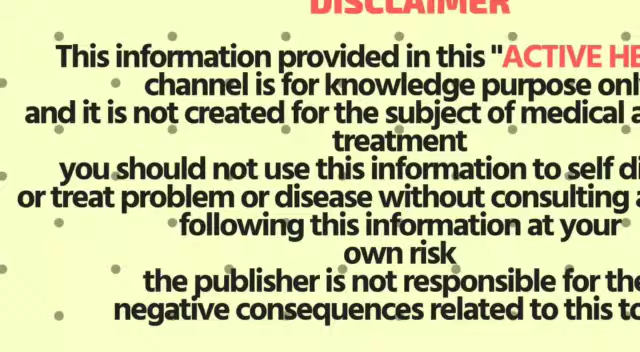 DISCLAIMER
This information provided in this "ACTIVE HE
channel is for knowledge purpose onl
and it is not created for the subject of medical a
treatment
you should not use this information to self di
or treat problem or disease without consulting a
following this information at your
own risk
the publisher is not responsible for the
negative consequences related to this to